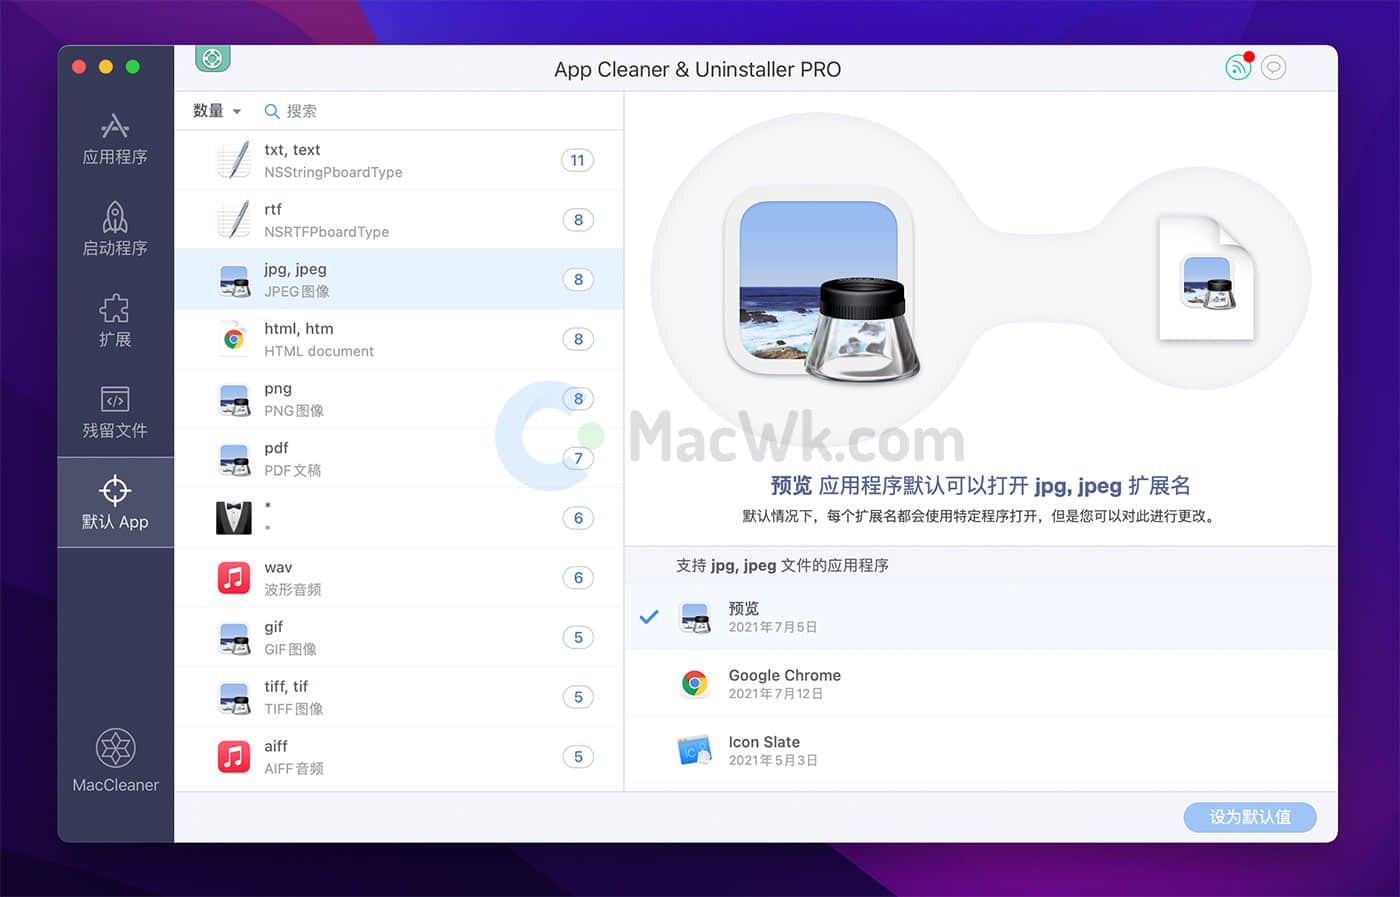 App Cleaner & Uninstaller PRO
应用程序
启动程序
扩展
残留文件
默认 App
MacCleaner
数量
搜索
txt, text
NSStringPboardType
11
rtf
NSRTFPboardType
8
jpg, jpeg
JPEG图像
8
html, htm
HTML document
8
png
PNG图像
8
pdf
PDF文稿
7
*
*
6
wav
波形音频
6
gif
GIF图像
5
tiff, tif
TIFF图像
5
aiff
AIFF音频
5
MacWk.com
预览 应用程序默认可以打开 jpg, jpeg 扩展名
默认情况下，每个扩展名都会使用特定程序打开，但是您可以对此进行更改。
支持 jpg, jpeg 文件的应用程序
预览
2021年7月5日
Google Chrome
2021年7月12日
Icon Slate
2021年5月3日
设为默认值